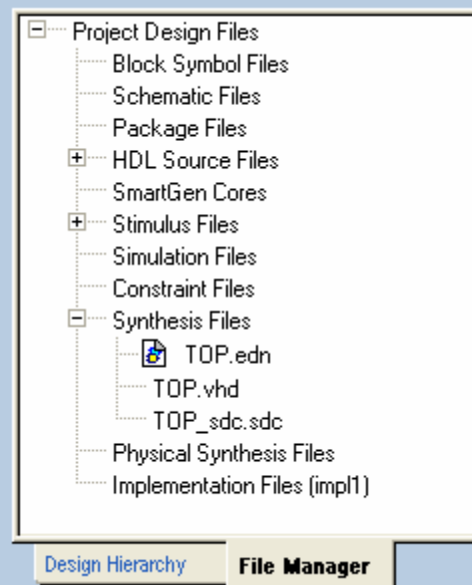 Project Design Files
Block Symbol Files
Schematic Files
Package Files
HDL Source Files
SmartGen Cores
Stimulus Files
Simulation Files
Constraint Files
Synthesis Files
TOP.edn
TOP.vhd
TOP_sdc.sdc
Physical Synthesis Files
Implementation Files (impl1)
Design Hierarchy
File Manager